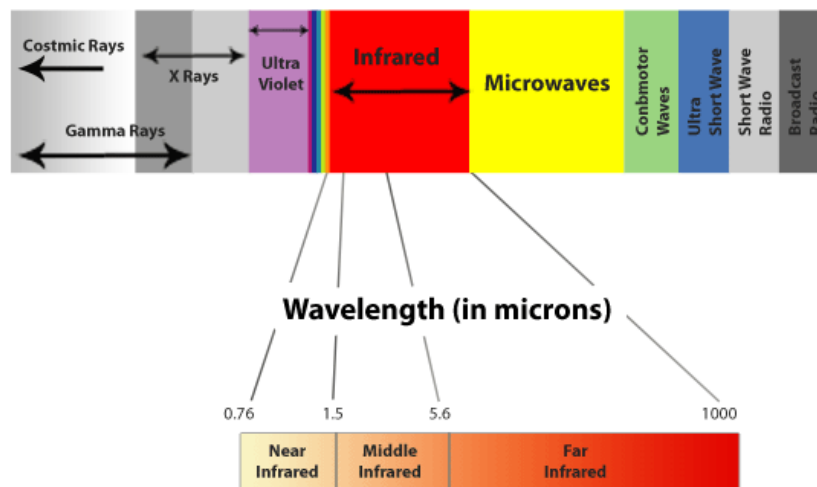 Costmic Rays
X Rays
Gamma Rays
Ultra
Violet
Infrared
Microwaves
Conbmotor
Waves
Ultra
Short Wave
Short Wave
Radio
Broadcast
Radio
Wavelength (in microns)
0.76
1.5
5.6
1000
Near
Infrared
Middle
Infrared
Far
Infrared